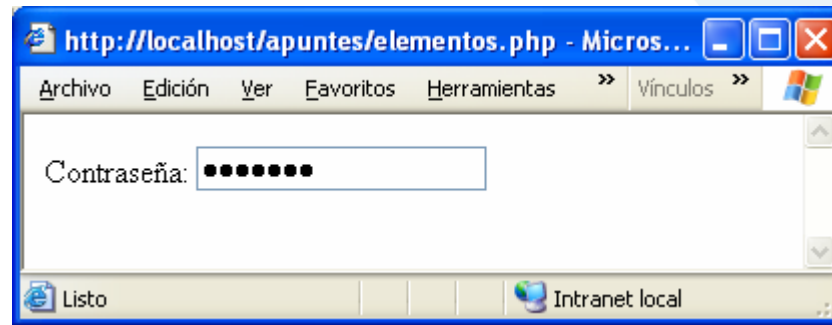 http://localhost/apuntes/elementos.php - Micros...
Archivo Edición Ver Favoritos Herramientas » Vínculos »
Contraseña: •••••••
Listo Intranet local